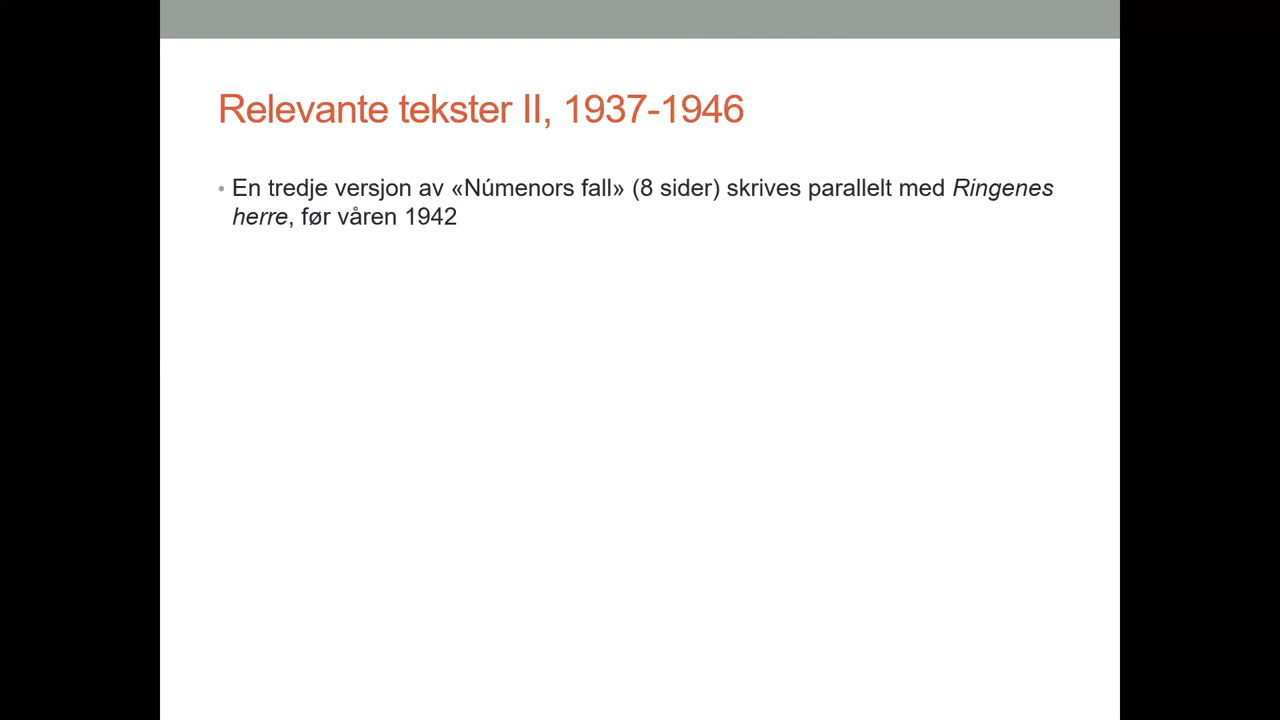 Relevante tekster II, 1937-1946
• En tredje versjon av «Númenors fall» (8 sider) skrives parallelt med Ringenes
herre, før våren 1942